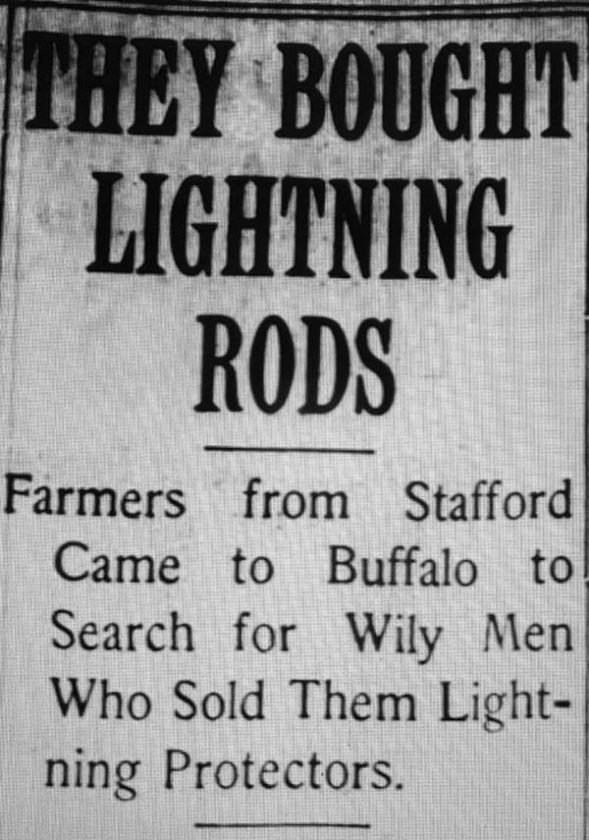 THEY BOUGHT
LIGHTNING
RODS
Farmers from Stafford
Came to Buffalo to
Search for Wily Men
Who Sold Them Light-
ning Protectors.